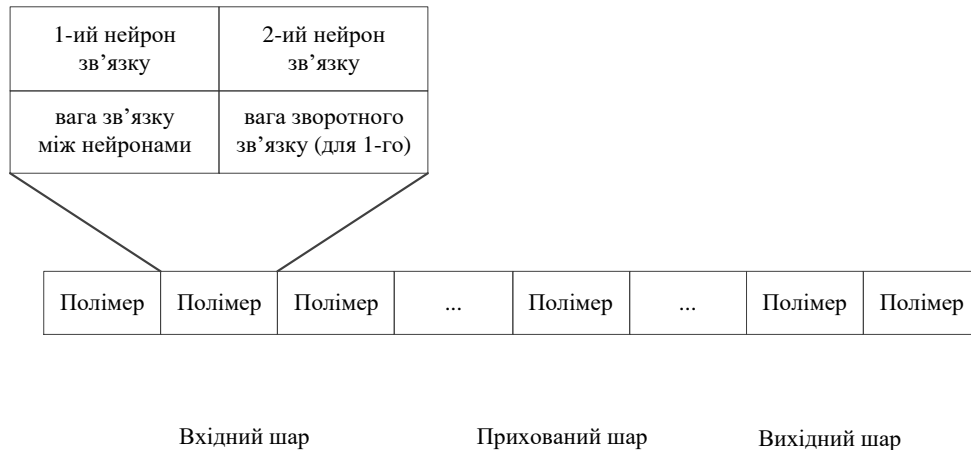 1-ий нейрон
зв’язку
2-ий нейрон
зв’язку
вага зв’язку
між нейронами
вага зворотного
зв’язку (для 1-го)
Полімер Полімер Полімер ... Полімер ... Полімер Полімер
Вхідний шар Прихований шар Вихідний шар